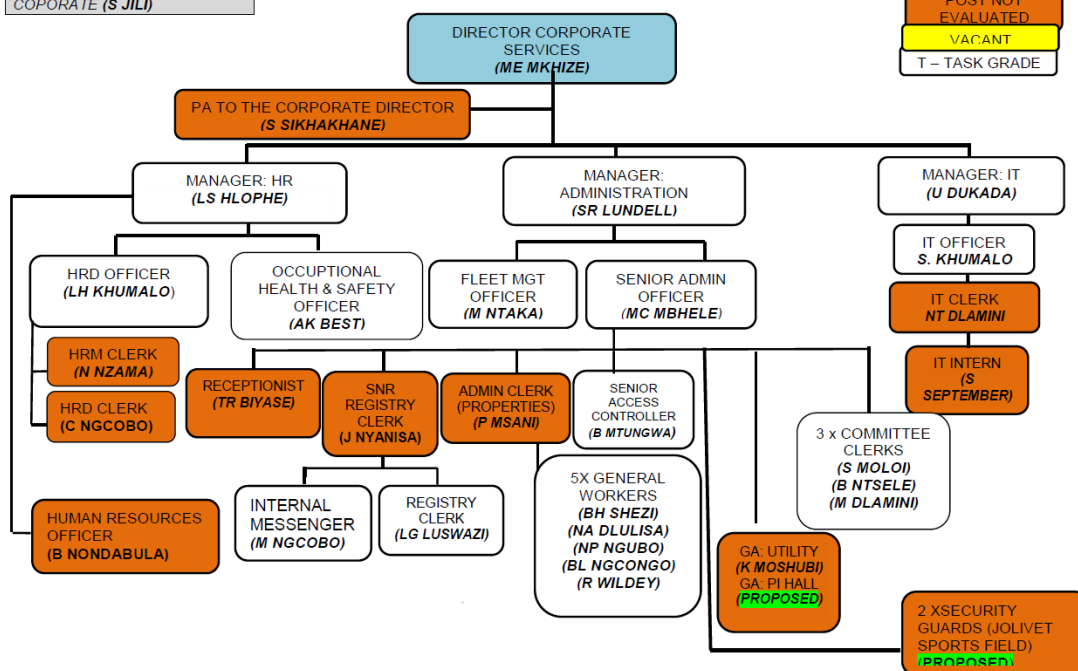 COPORATE (S JILI)
POST NOT
EVALUATED
VACANT
T – TASK GRADE
DIRECTOR CORPORATE
SERVICES
(ME MKHIZE)
PA TO THE CORPORATE DIRECTOR
(S SIKHAKHANE)
MANAGER: HR
(LS HLOPHE)
MANAGER:
ADMINISTRATION
(SR LUNDELL)
MANAGER: IT
(U DUKADA)
HRD OFFICER
(LH KHUMALO)
OCCUPTIONAL
HEALTH & SAFETY
OFFICER
(AK BEST)
FLEET MGT
OFFICER
(M NTAKA)
SENIOR ADMIN
OFFICER
(MC MBHELE)
IT OFFICER
S. KHUMALO
IT CLERK
NT DLAMINI
IT INTERN
(S
SEPTEMBER)
HRM CLERK
(N NZAMA)
HRD CLERK
(C NGCOBO)
RECEPTIONIST
(TR BIYASE)
SNR
REGISTRY
CLERK
(J NYANISA)
ADMIN CLERK
(PROPERTIES)
(P MSANI)
SENIOR
ACCESS
CONTROLLER
(B MTUNGWA)
3 x COMMITTEE
CLERKS
(S MOLOI)
(B NTSELE)
(M DLAMINI)
INTERNAL
MESSENGER
(M NGCOBO)
REGISTRY
CLERK
(LG LUSWAZI)
5X GENERAL
WORKERS
(BH SHEZI)
(NA DLULISA)
(NP NGUBO)
(BL NGCONGO)
(R WILDEY)
HUMAN RESOURCES
OFFICER
(B NONDABULA)
GA: UTILITY
(K MOSHUBI)
GA: PI HALL
(PROPOSED)
2 XSECURITY
GUARDS (JOLIVET
SPORTS FIELD)
(PROPOSED)